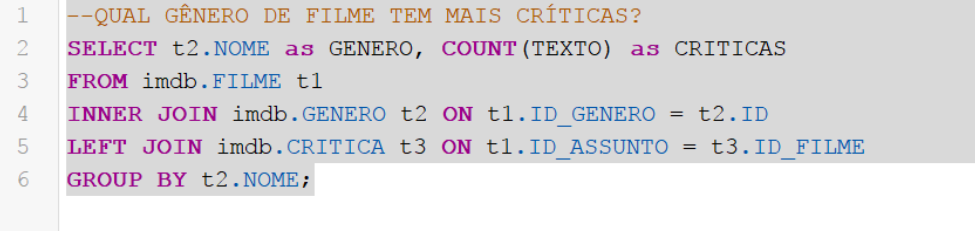 1 --QUAL GÊNERO DE FILME TEM MAIS CRÍTICAS?
2 SELECT t2.NOME as GENERO, COUNT(TEXTO) as CRITICAS
3 FROM imdb.FILME t1
4 INNER JOIN imdb.GENERO t2 ON t1.ID_GENERO = t2.ID
5 LEFT JOIN imdb.CRITICA t3 ON t1.ID_ASSUNTO = t3.ID_FILME
6 GROUP BY t2.NOME;